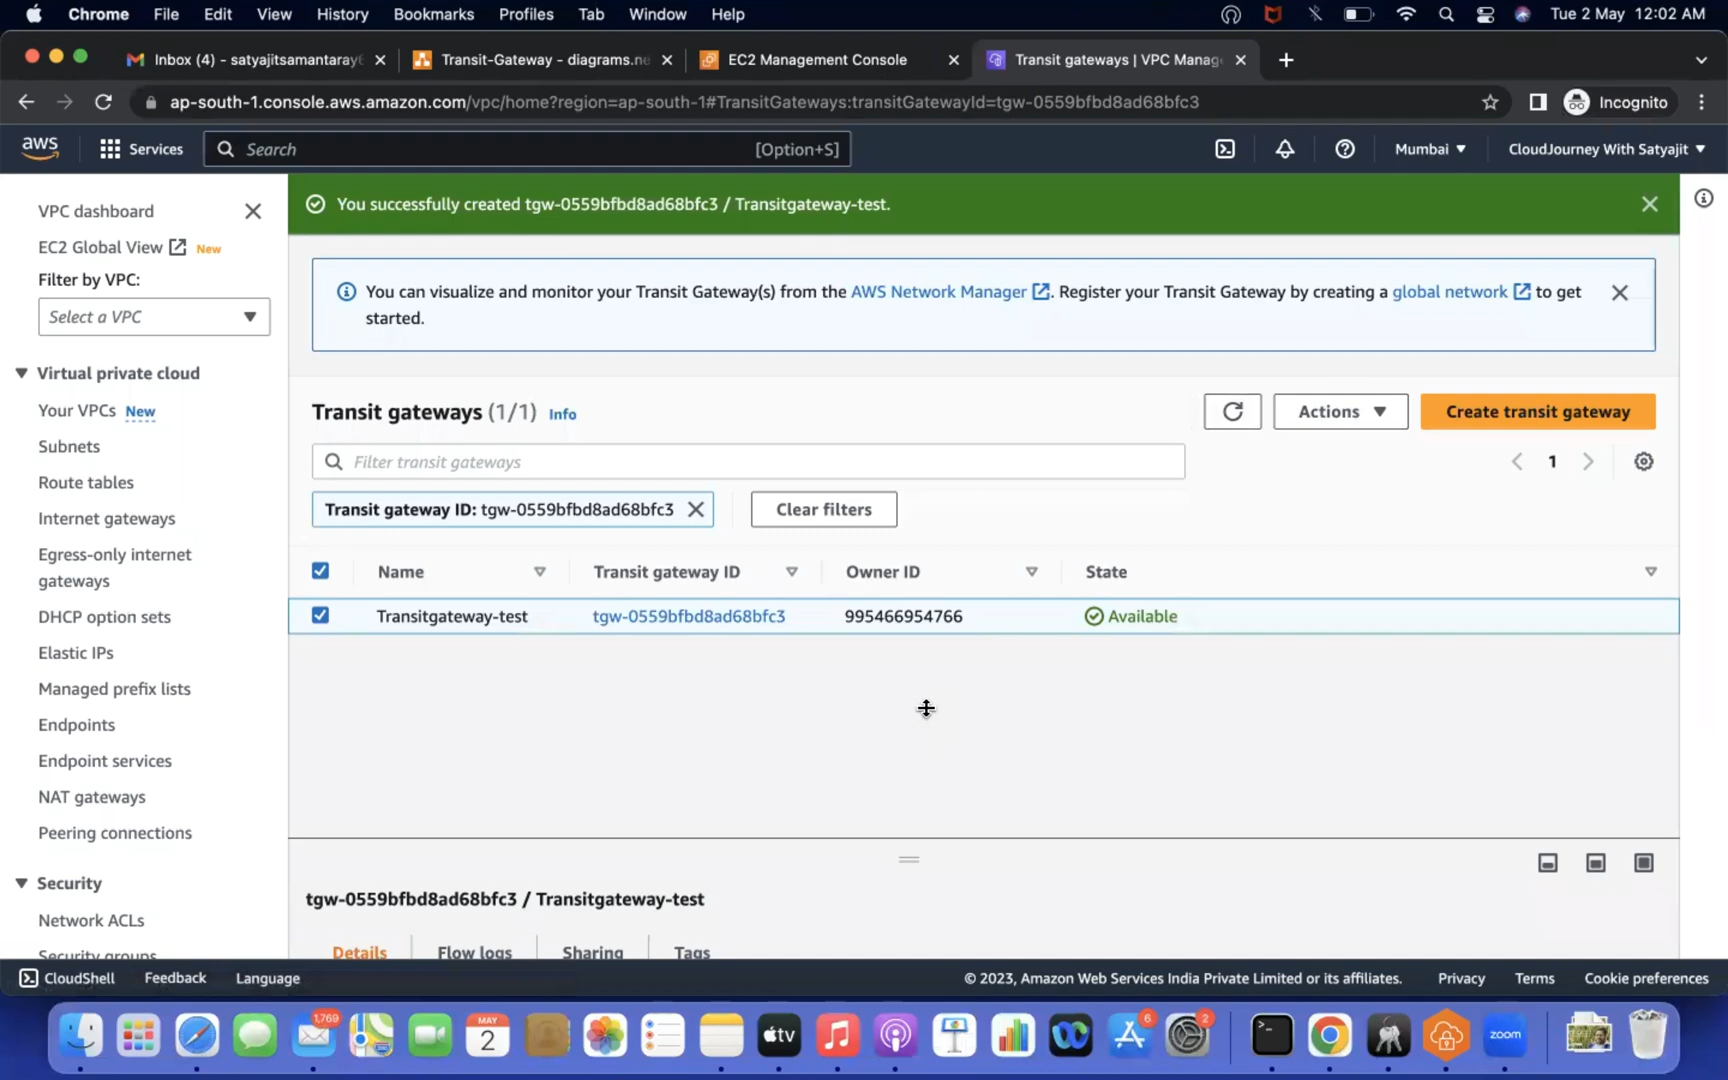 Chrome File Edit View History Bookmarks Profiles Tab Window Help Tue 2 May 12:02 AM
Inbox (4) - satyajitsamantaray Transit-Gateway - diagrams.ne EC2 Management Console Transit gateways | VPC Manag
ap-south-1.console.aws.amazon.com/vpc/home?region=ap-south-1#TransitGateways:transitGatewayId=tgw-0559bfbd8ad68bfc3 Incognito
aws Services Search [Option+S] Mumbai CloudJourney With Satyajit
VPC dashboard
EC2 Global View New
Filter by VPC:
Select a VPC
Virtual private cloud
Your VPCs New
Subnets
Route tables
Internet gateways
Egress-only internet
gateways
DHCP option sets
Elastic IPs
Managed prefix lists
Endpoints
Endpoint services
NAT gateways
Peering connections
Security
Network ACLs
Security groups
You successfully created tgw-0559bfbd8ad68bfc3 / Transitgateway-test.
You can visualize and monitor your Transit Gateway(s) from the AWS Network Manager . Register your Transit Gateway by creating a global network to get
started.
Transit gateways (1/1) Info
Actions Create transit gateway
Filter transit gateways
1
Transit gateway ID: tgw-0559bfbd8ad68bfc3 Clear filters
Name Transit gateway ID Owner ID State
Transitgateway-test tgw-0559bfbd8ad68bfc3 995466954766 Available
tgw-0559bfbd8ad68bfc3 / Transitgateway-test
Details Flow logs Sharing Tags
CloudShell Feedback Language © 2023, Amazon Web Services India Private Limited or its affiliates. Privacy Terms Cookie preferences
1,769
MAY
2
tv
6
2
zoom